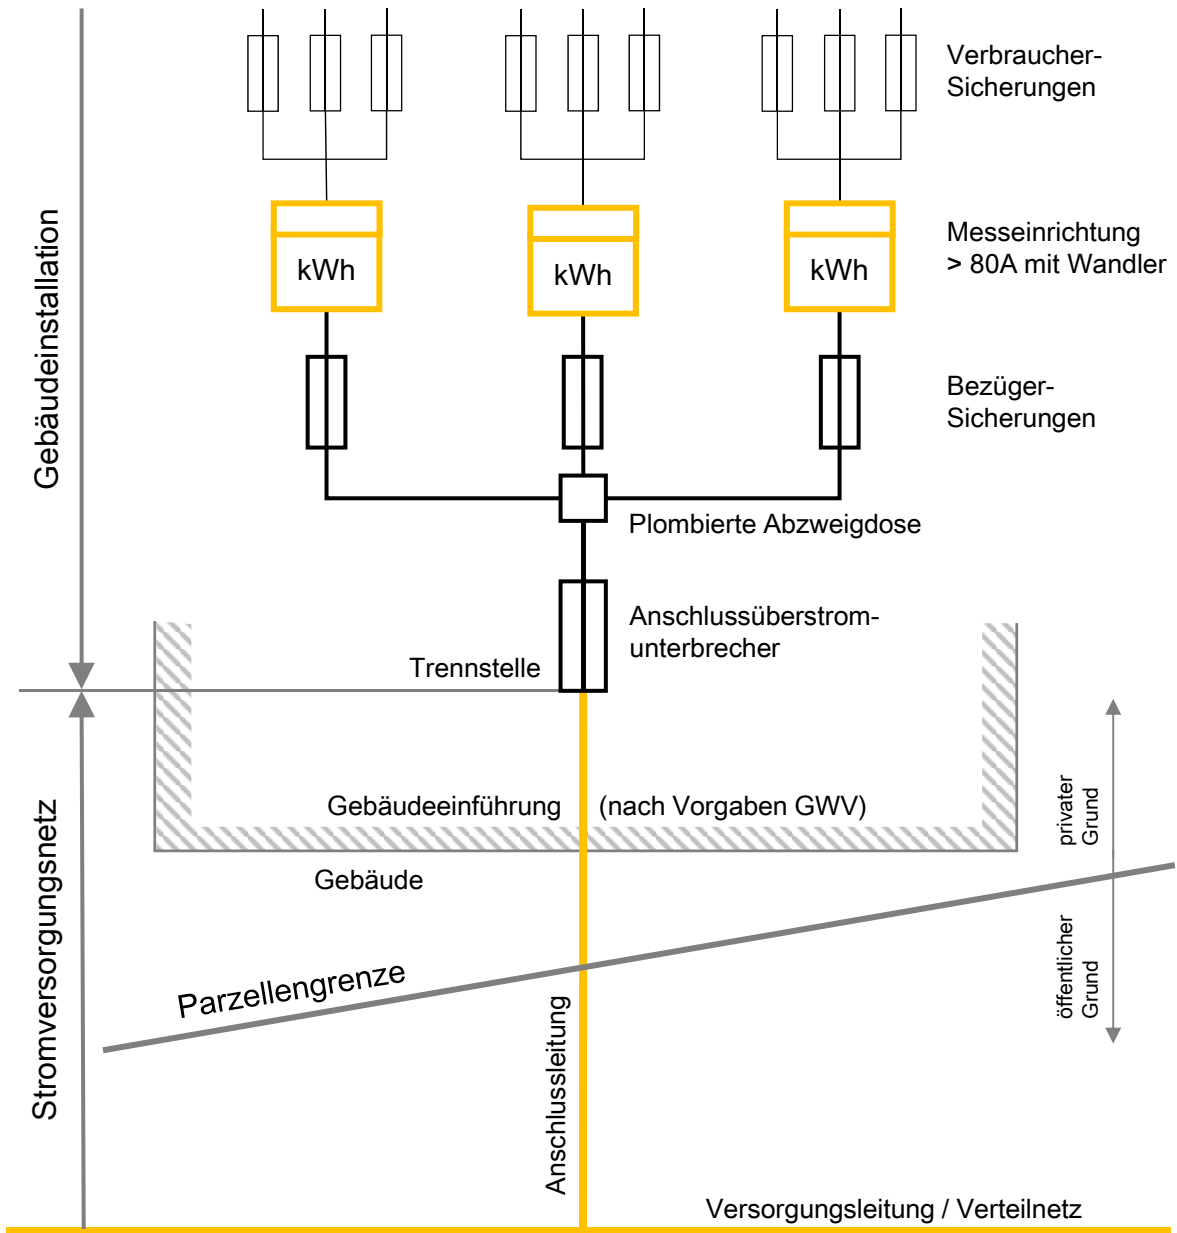 Verbraucher-
Sicherungen
Messeinrichtung
> 80A mit Wandler
kWh
kWh
kWh
Gebäudeinstallation
Bezüger-
Sicherungen
Plombierte Abzweigdose
Anschlussüberstrom-
unterbrecher
Trennstelle
Gebäudeeinführung
(nach Vorgaben GWV)
privater
Grund
Gebäude
Stromversorgungsnetz
Parzellengrenze
öffentlicher
Grund
Anschlussleitung
Versorgungsleitung / Verteilnetz